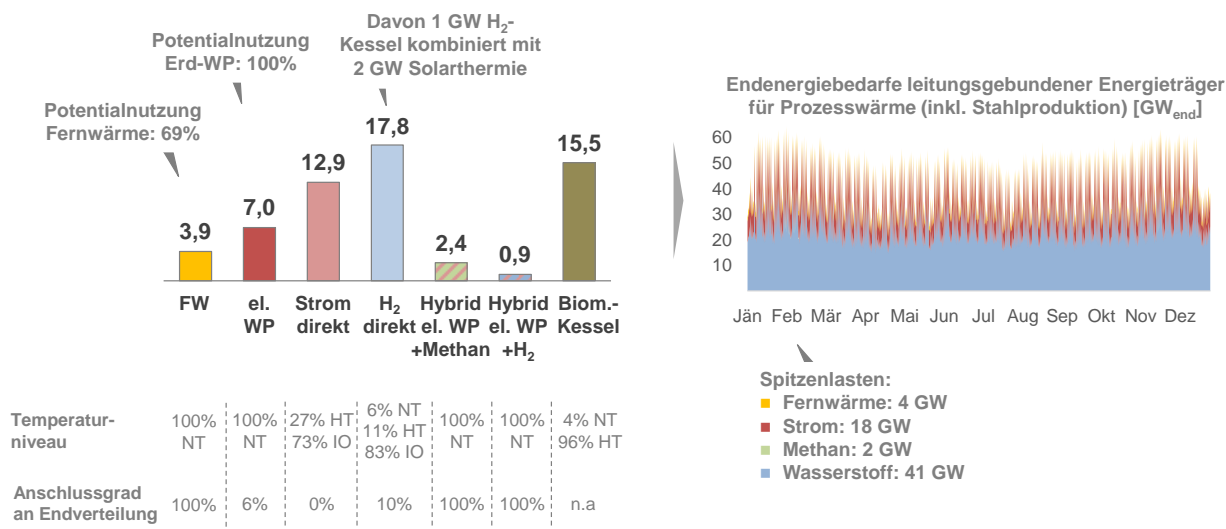 Potentialnutzung
Fernwärme: 69%
Potentialnutzung
Erd-WP: 100%
Davon 1 GW H₂-
Kessel kombiniert mit
2 GW Solarthermie
3,9
7,0
12,9
17,8
2,4
0,9
15,5
FW
el.
WP
Strom
direkt
H₂
direkt
Hybrid
el. WP
+Methan
Hybrid
el. WP
+H₂
Biom.-
Kessel
Temperatur-
niveau
100%
NT
100%
NT
27% HT
73% IO
6% NT
11% HT
83% IO
100%
NT
100%
NT
4% NT
96% HT
Anschlussgrad
an Endverteilung
100%
6%
0%
10%
100%
100%
n.a
Endenergiebedarfe leitungsgebundener Energieträger
für Prozesswärme (inkl. Stahlproduktion) [GWend]
60
50
40
30
20
10
Jän Feb Mär Apr Mai Jun Jul Aug Sep Okt Nov Dez
Spitzenlasten:
Fernwärme: 4 GW
Strom: 18 GW
Methan: 2 GW
Wasserstoff: 41 GW